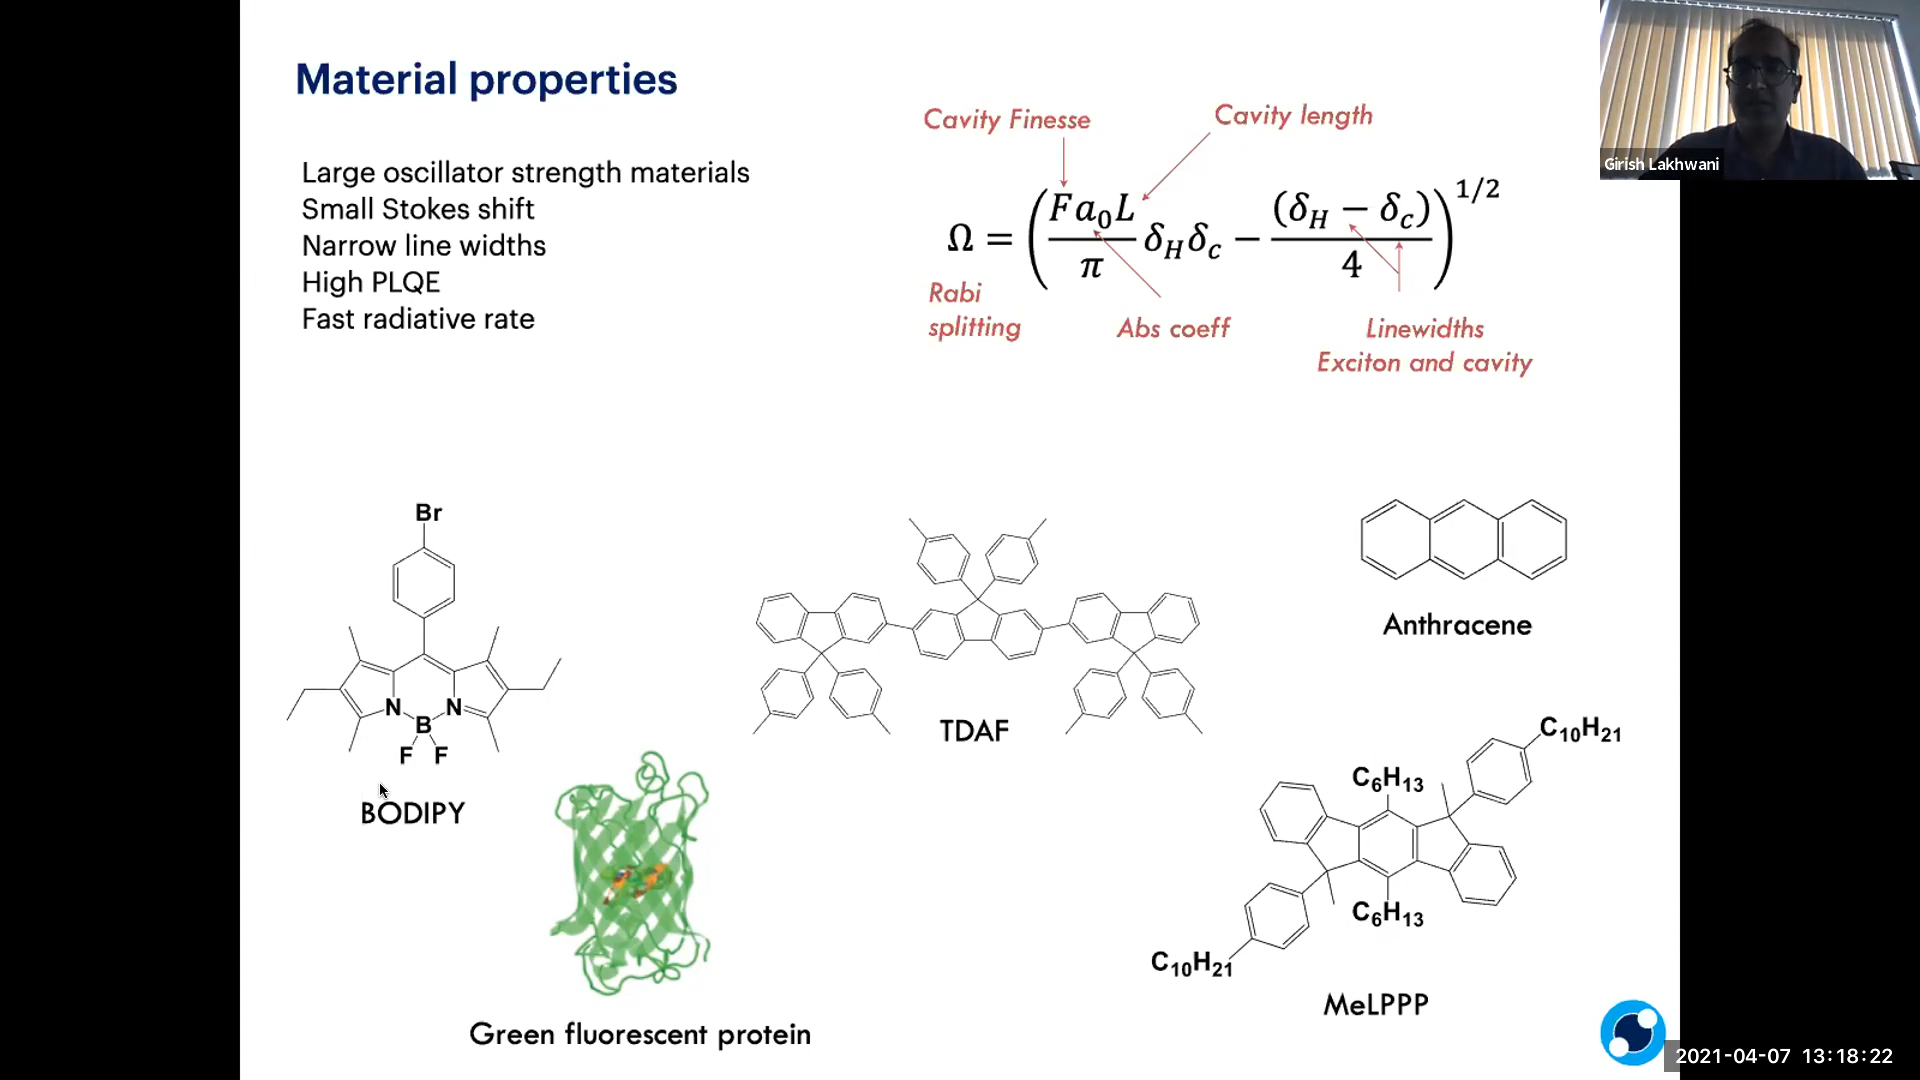 Material properties
Large oscillator strength materials
Small Stokes shift
Narrow line widths
High PLQE
Fast radiative rate
Cavity Finesse
Cavity length
Ω = (Fa₀L/π δ_H δ_c − (δ_H − δ_c)/4)^1/2
Rabi
splitting
Abs coeff
Linewidths
Exciton and cavity
Girish Lakhwani
Br
N
N
B
F
F
BODIPY
TDAF
Anthracene
Green fluorescent protein
C₁₀H₂₁
C₆H₁₃
C₆H₁₃
C₁₀H₂₁
MeLPPP
2021-04-07 13:18:22